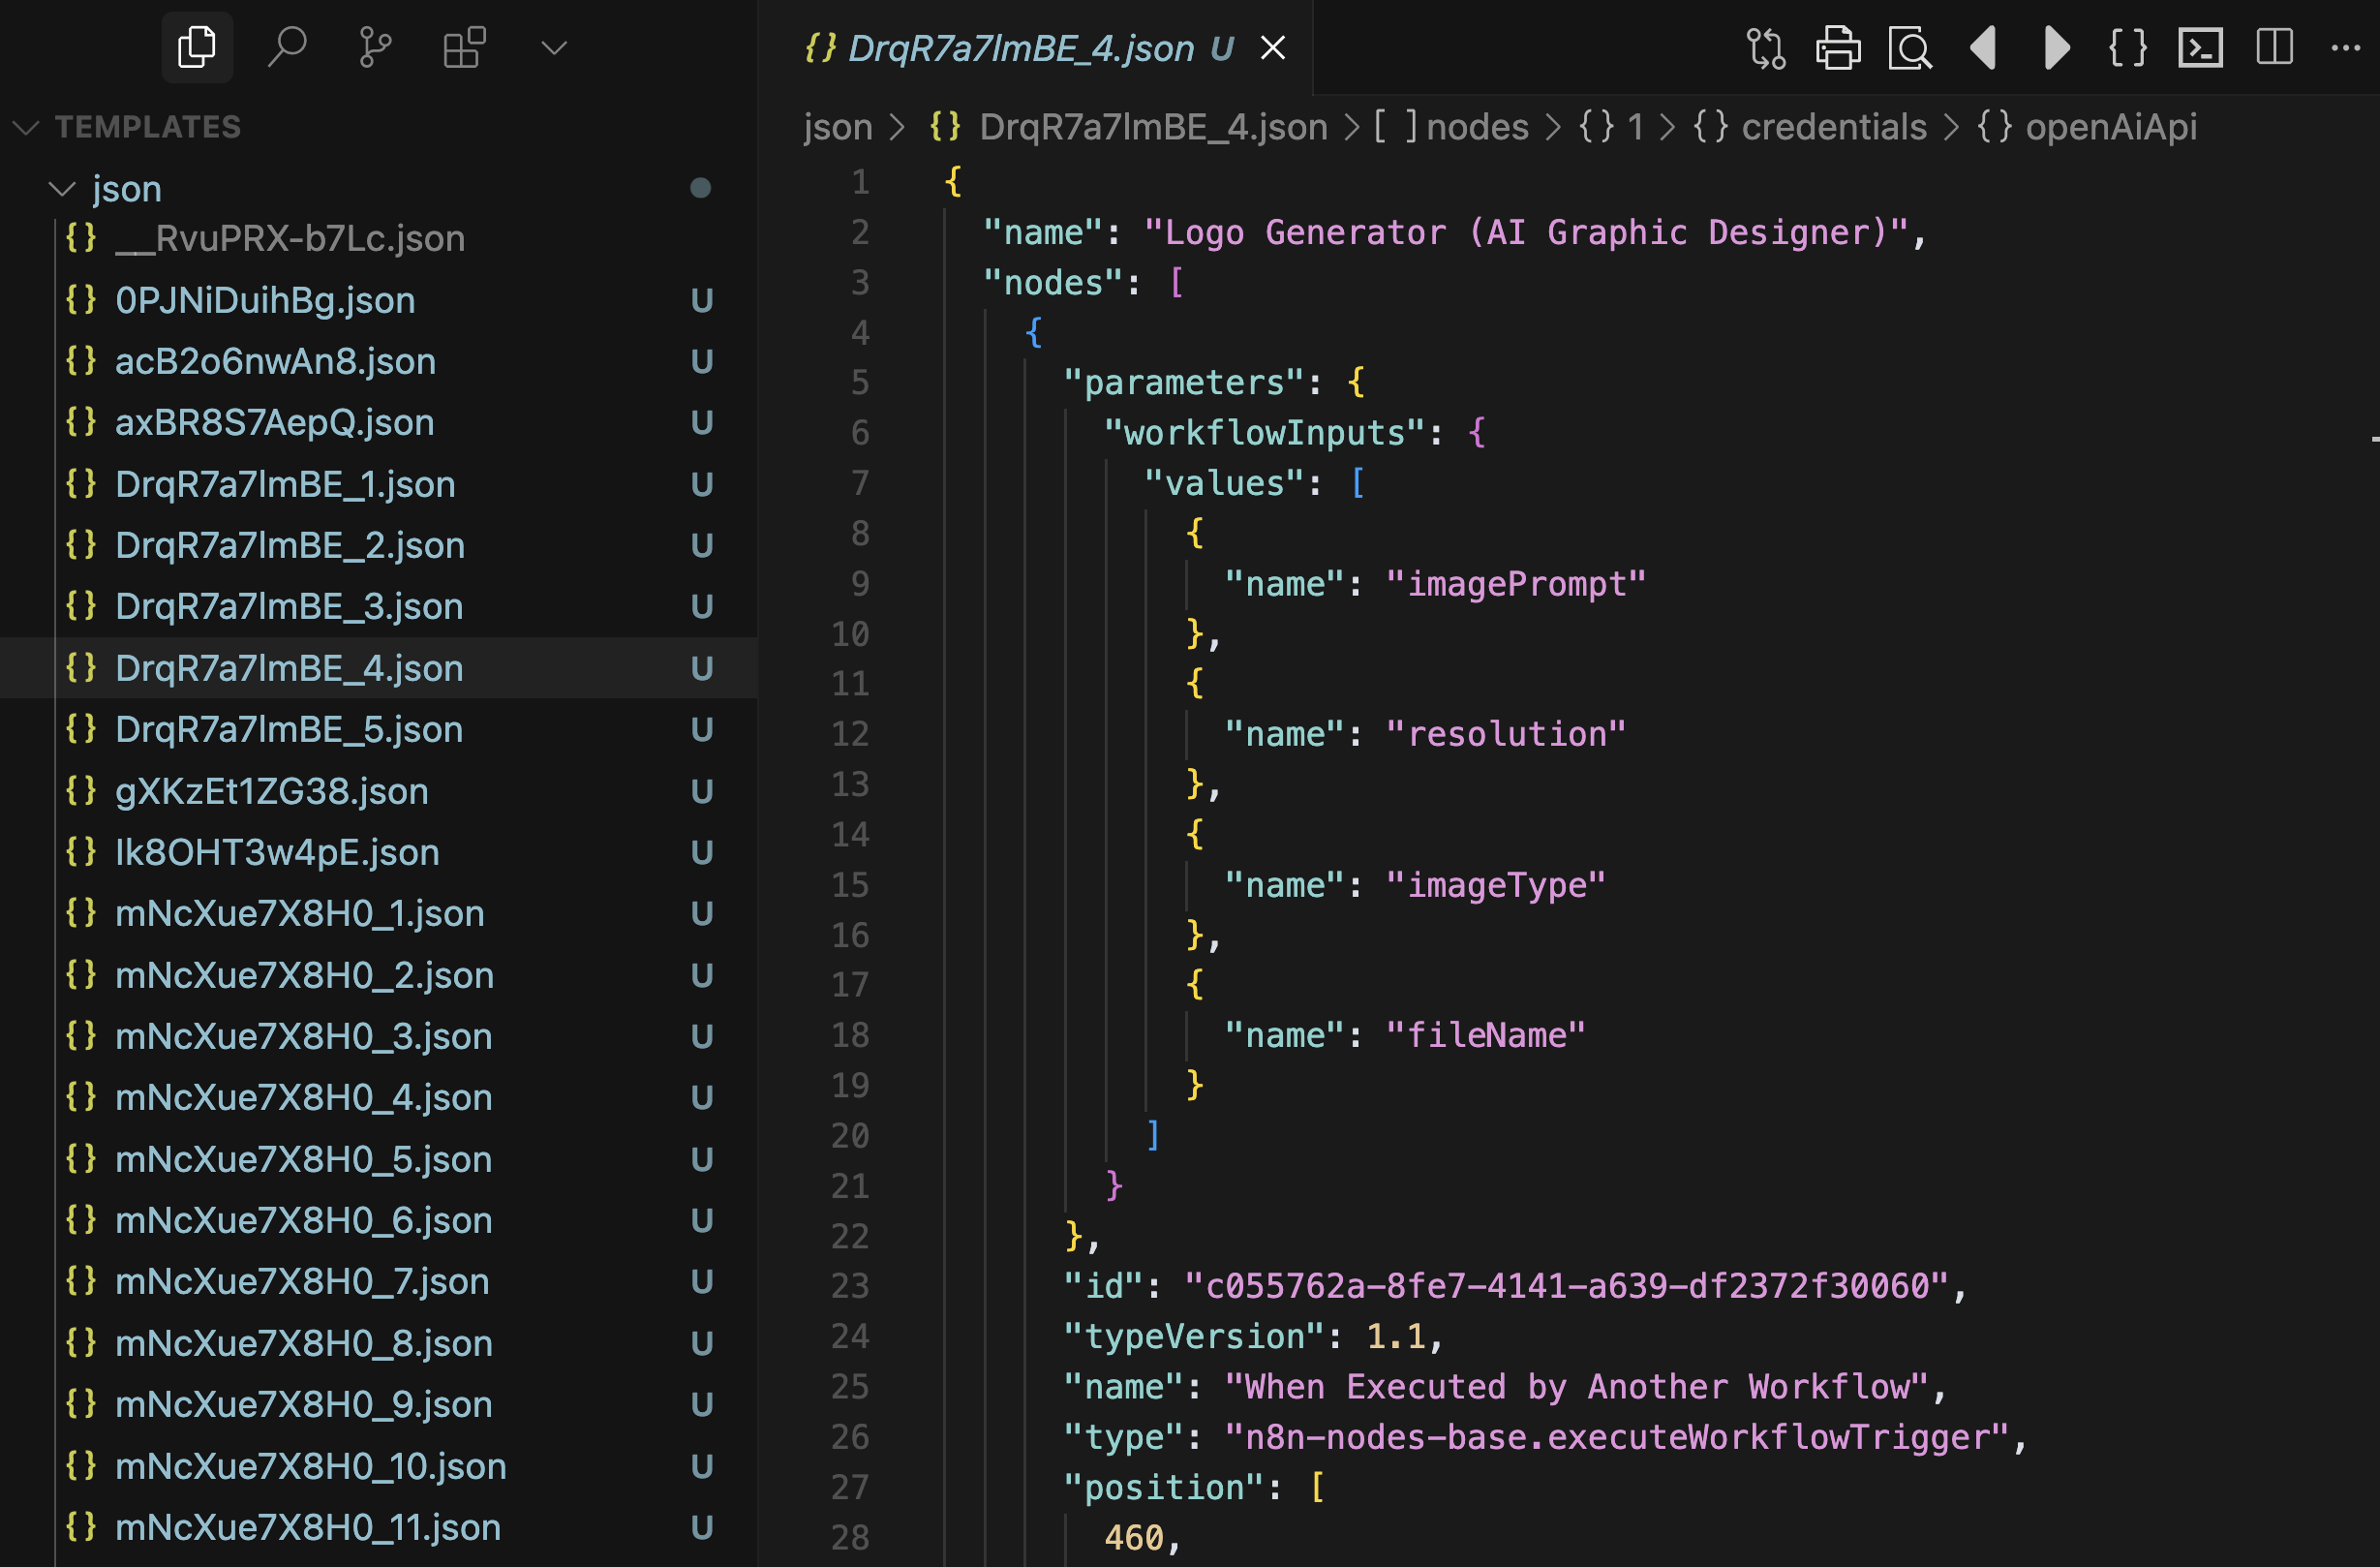 TEMPLATES
json
__RvuPRX-b7Lc.json
0PJNiDuihBg.json U
acB2o6nwAn8.json U
axBR8S7AepQ.json U
DrqR7a7lmBE_1.json U
DrqR7a7lmBE_2.json U
DrqR7a7lmBE_3.json U
DrqR7a7lmBE_4.json U
DrqR7a7lmBE_5.json U
gXKzEt1ZG38.json U
Ik8OHT3w4pE.json U
mNcXue7X8H0_1.json U
mNcXue7X8H0_2.json U
mNcXue7X8H0_3.json U
mNcXue7X8H0_4.json U
mNcXue7X8H0_5.json U
mNcXue7X8H0_6.json U
mNcXue7X8H0_7.json U
mNcXue7X8H0_8.json U
mNcXue7X8H0_9.json U
mNcXue7X8H0_10.json U
mNcXue7X8H0_11.json U
{} DrqR7a7lmBE_4.json U
json > {} DrqR7a7lmBE_4.json > [ ] nodes > {} 1 > {} credentials > {} openAiApi
1 {
2 "name": "Logo Generator (AI Graphic Designer)",
3 "nodes": [
4 {
5 "parameters": {
6 "workflowInputs": {
7 "values": [
8 {
9 "name": "imagePrompt"
10 },
11 {
12 "name": "resolution"
13 },
14 {
15 "name": "imageType"
16 },
17 {
18 "name": "fileName"
19 }
20 ]
21 }
22 },
23 "id": "c055762a-8fe7-4141-a639-df2372f30060",
24 "typeVersion": 1.1,
25 "name": "When Executed by Another Workflow",
26 "type": "n8n-nodes-base.executeWorkflowTrigger",
27 "position": [
28 460,